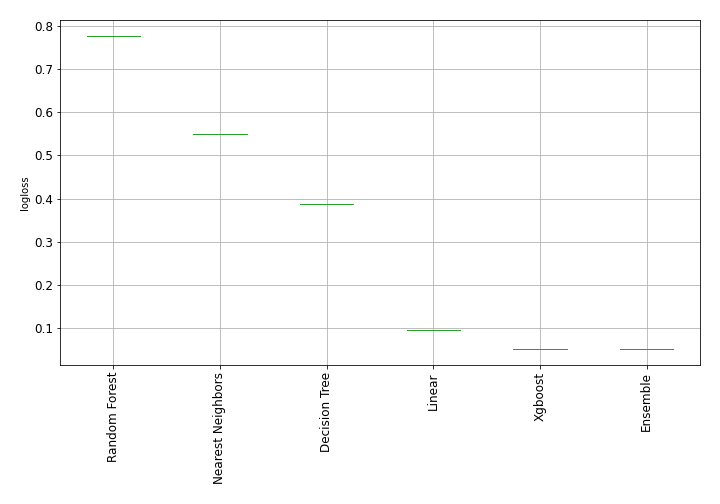 0.8
0.7
0.6
0.5
0.4
0.3
0.2
0.1
logloss
Random Forest
Nearest Neighbors
Decision Tree
Linear
Xgboost
Ensemble